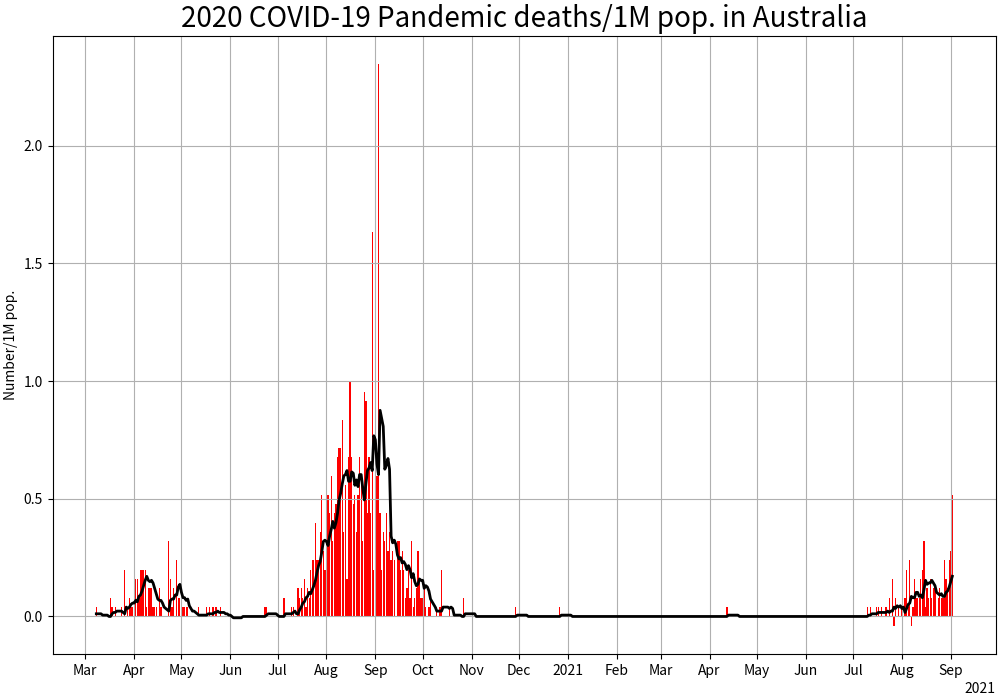 2020 COVID-19 Pandemic deaths/1M pop. in Australia
Number/1M pop.
2.0
1.5
1.0
0.5
0.0
Mar Apr May Jun Jul Aug Sep Oct Nov Dec 2021 Feb Mar Apr May Jun Jul Aug Sep
2021